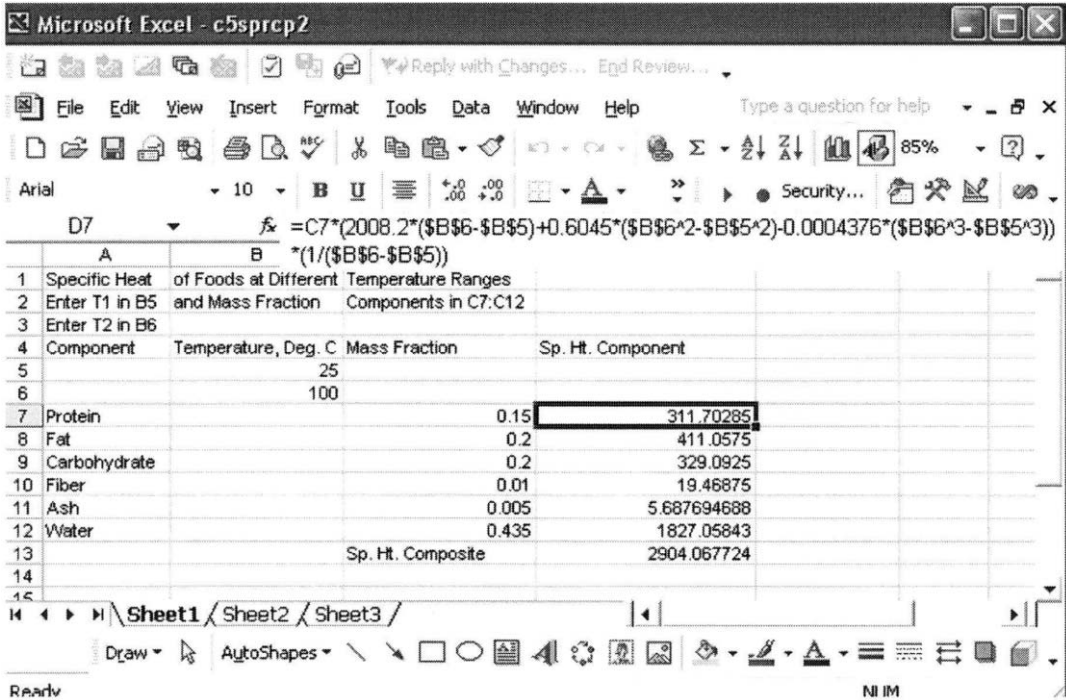 Microsoft Excel - c5sprcp2
Reply with Changes... End Review...
File Edit View Insert Format Tools Data Window Help Type a question for help
ABC Σ A Z Z A 85%
Arial 10 B U .0 .00 .00 .0 A Security...
D7 fx =C7*(2008.2*($B$6-$B$5)+0.6045*($B$6^2-$B$5^2)-0.0004376*($B$6^3-$B$5^3))
*(1/($B$6-$B$5))
A B
1 Specific Heat of Foods at Different Temperature Ranges
2 Enter T1 in B5 and Mass Fraction Components in C7:C12
3 Enter T2 in B6
4 Component Temperature, Deg. C Mass Fraction Sp. Ht. Component
5 25
6 100
7 Protein 0.15 311.70285
8 Fat 0.2 411.0575
9 Carbohydrate 0.2 329.0925
10 Fiber 0.01 19.46875
11 Ash 0.005 5.687694688
12 Water 0.435 1827.05843
13 Sp. Ht. Composite 2904.067724
14
15
Sheet1 Sheet2 Sheet3
Draw AutoShapes A A
Ready NUM